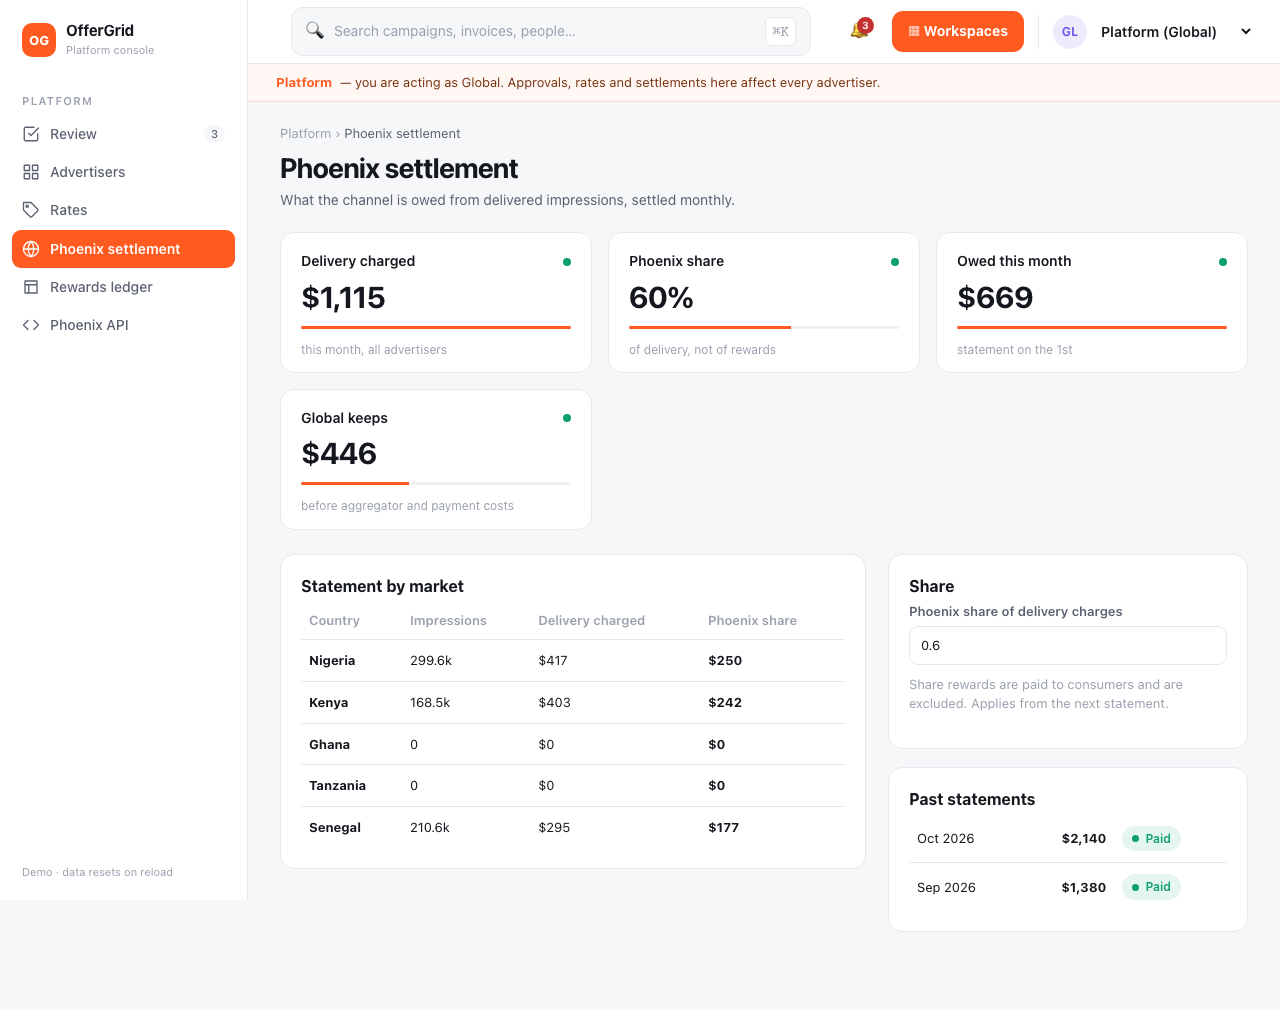 OG
OfferGrid
Platform console
Search campaigns, invoices, people...
⌘K
3
Workspaces
GL
Platform (Global)
Platform — you are acting as Global. Approvals, rates and settlements here affect every advertiser.
PLATFORM
Review 3
Advertisers
Rates
Phoenix settlement
Rewards ledger
Phoenix API
Demo · data resets on reload
Platform › Phoenix settlement
Phoenix settlement
What the channel is owed from delivered impressions, settled monthly.
Delivery charged
$1,115
this month, all advertisers
Phoenix share
60%
of delivery, not of rewards
Owed this month
$669
statement on the 1st
Global keeps
$446
before aggregator and payment costs
Statement by market
Country Impressions Delivery charged Phoenix share
Nigeria 299.6k $417 $250
Kenya 168.5k $403 $242
Ghana 0 $0 $0
Tanzania 0 $0 $0
Senegal 210.6k $295 $177
Share
Phoenix share of delivery charges
0.6
Share rewards are paid to consumers and are
excluded. Applies from the next statement.
Past statements
Oct 2026 $2,140 Paid
Sep 2026 $1,380 Paid